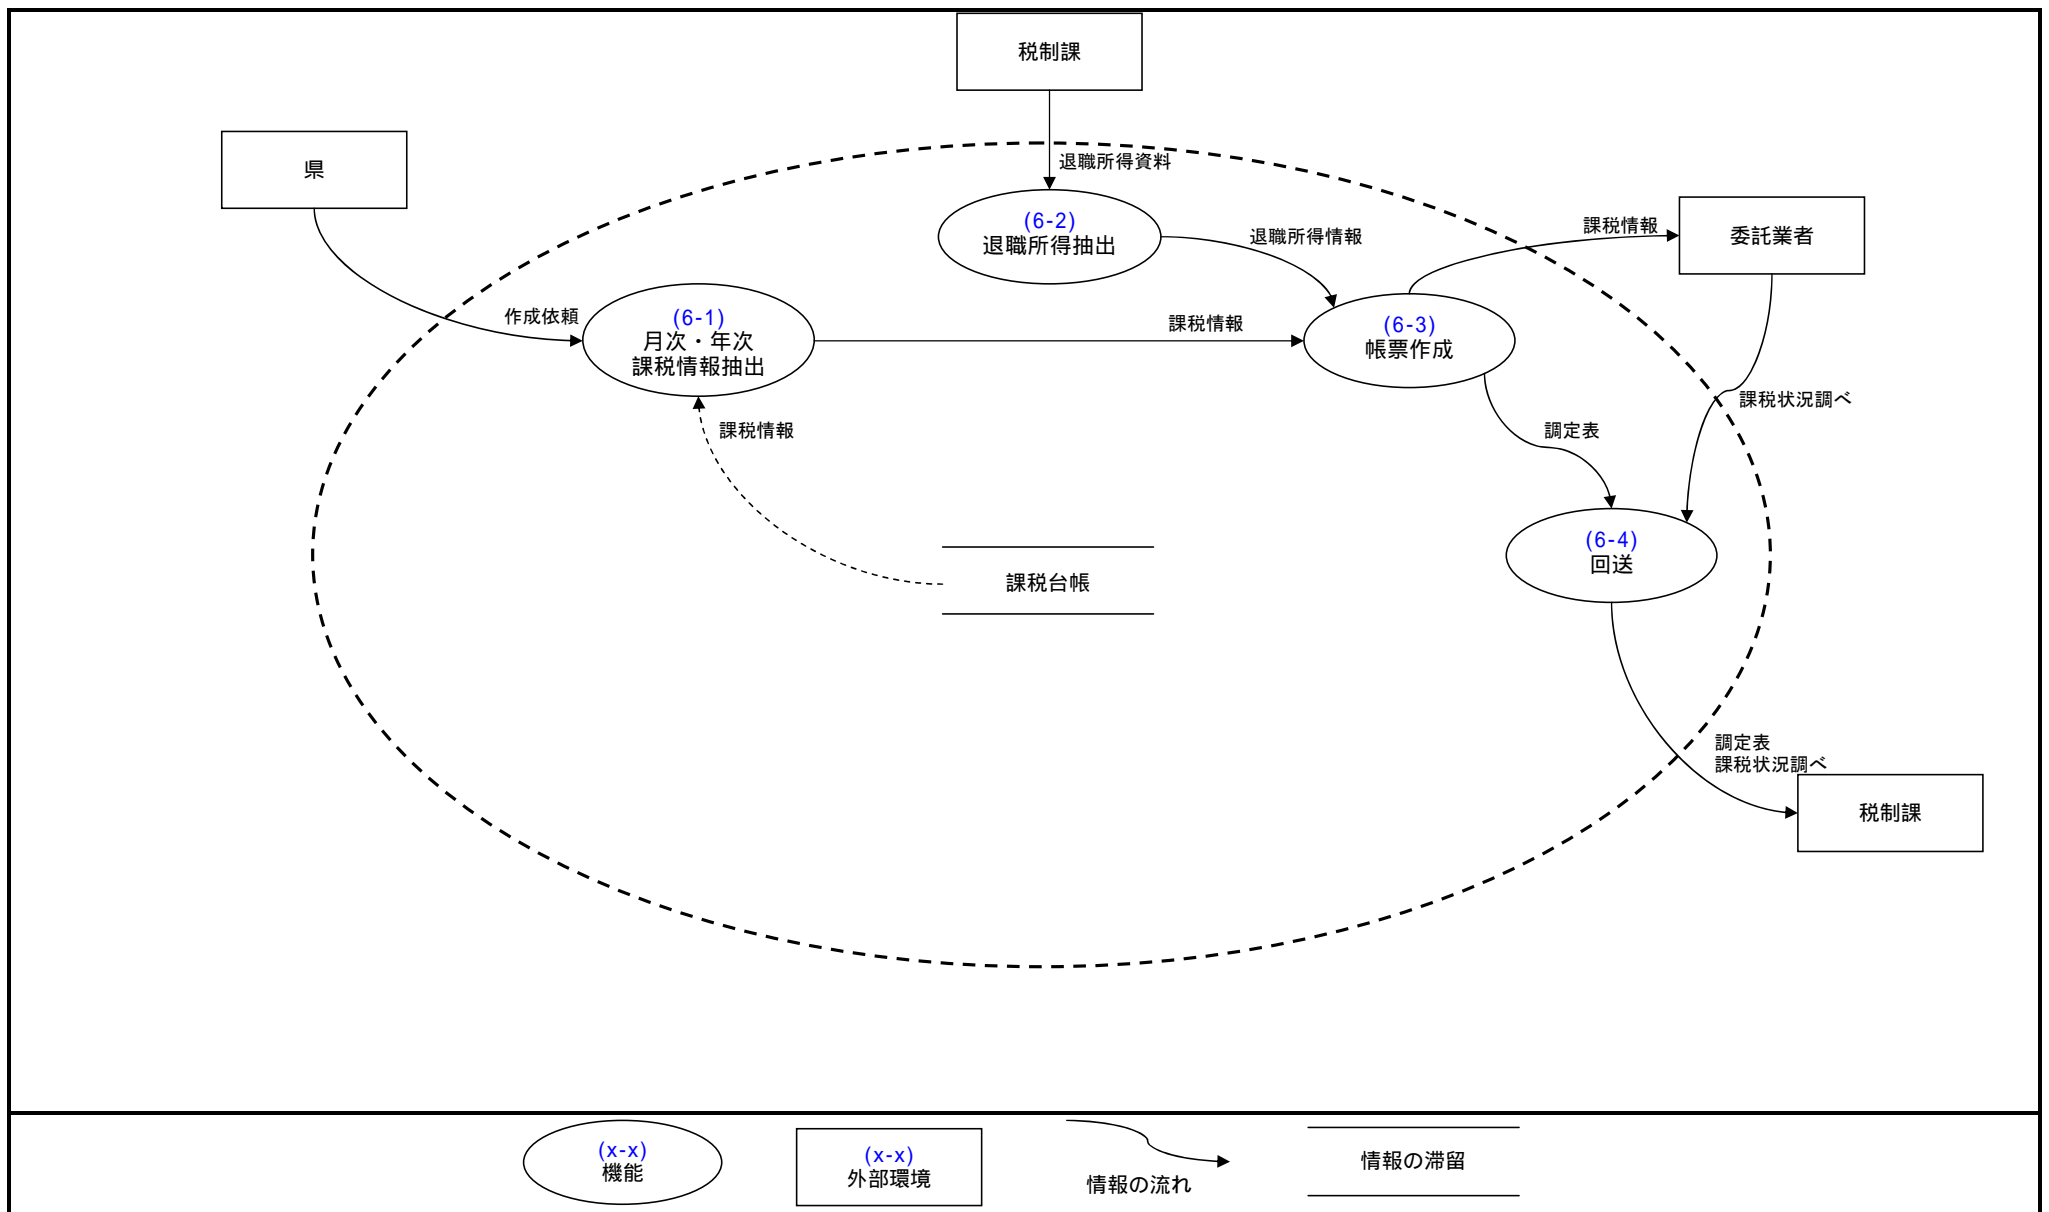 税制課
県
退職所得資料
(6-2)
退職所得抽出
退職所得情報
課税情報
委託業者
作成依頼
(6-1)
月次・年次
課税情報抽出
課税情報
(6-3)
帳票作成
課税情報
調定表
課税状況調べ
(6-4)
回送
課税台帳
調定表
課税状況調べ
税制課
(x-x)
機能
(x-x)
外部環境
情報の流れ
情報の滞留